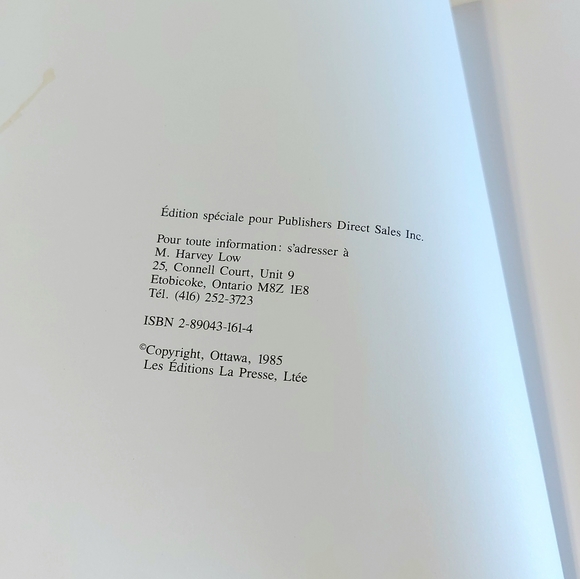 Édition spéciale pour Publishers Direct Sales Inc.
Pour toute information: s'adresser à
M. Harvey Low
25, Connell Court, Unit 9
Etobicoke, Ontario M8Z 1E8
Tél. (416) 252-3723
ISBN 2-89043-161-4
©Copyright, Ottawa, 1985
Les Éditions La Presse, Ltée